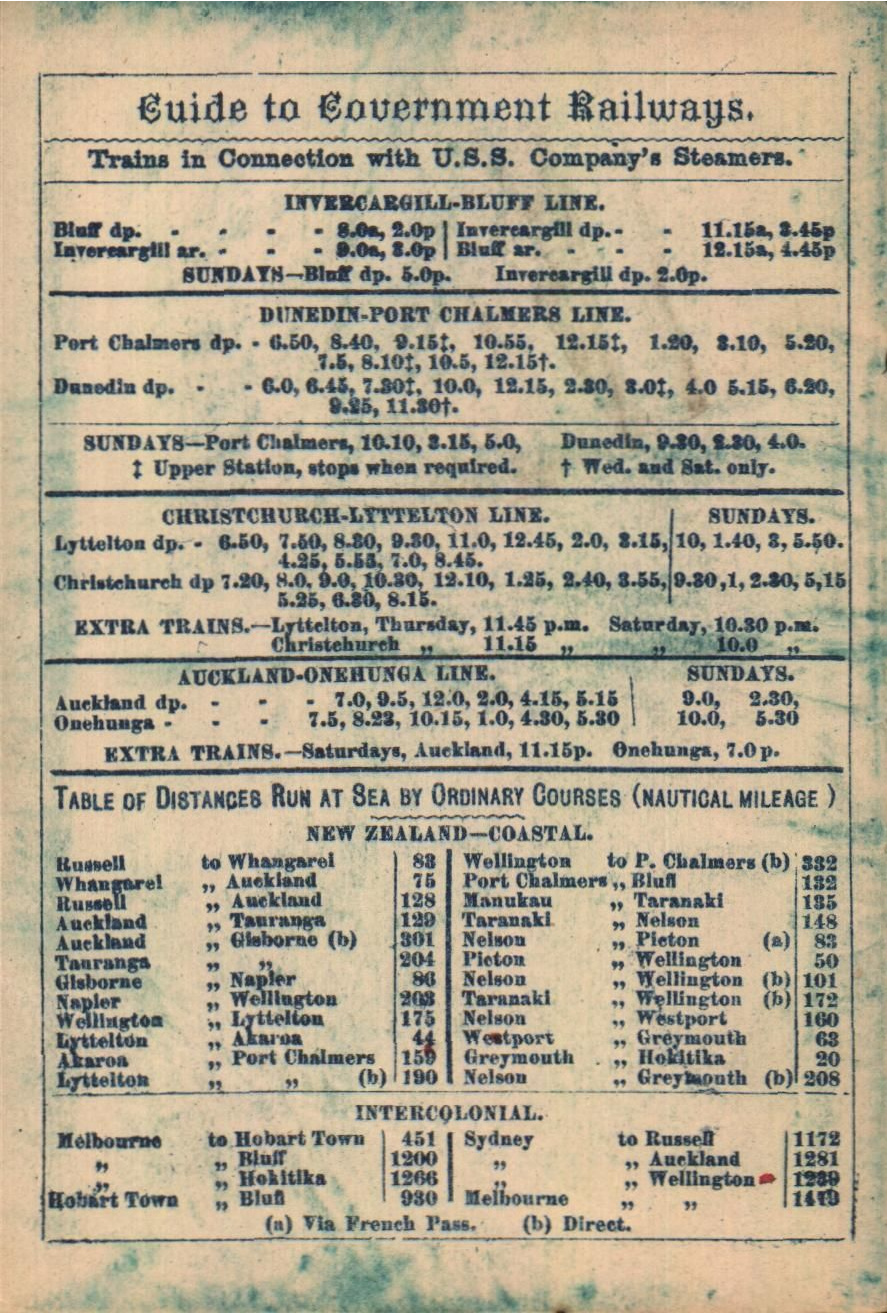 Guide to Government Railways.
Trains in Connection with U.S.S. Company's Steamers.
INVERCARGILL-BLUFF LINE.
Bluff dp. - - - - 8.0a, 2.0p | Invercargill dp. - - 11.15a, 3.45p
Invercargill ar. - - - 9.0a, 3.0p | Bluff ar. - - - 12.15a, 4.45p
SUNDAYS—Bluff dp. 5.0p. Invercargill dp. 2.0p.
DUNEDIN-PORT CHALMERS LINE.
Port Chalmers dp. - 6.50, 8.40, 9.15‡, 10.55, 12.15‡, 1.20, 3.10, 5.20,
7.5, 8.10‡, 10.5, 12.15†.
Dunedin dp. - - 6.0, 6.45, 7.30‡, 10.0, 12.15, 2.30, 3.0‡, 4.0 5.15, 6.20,
9.25, 11.30†.
SUNDAYS—Port Chalmers, 10.10, 3.15, 5.0, Dunedin, 9.30, 2.30, 4.0.
‡ Upper Station, stops when required. † Wed. and Sat. only.
CHRISTCHURCH-LYTTELTON LINE. | SUNDAYS.
Lyttelton dp. - 6.50, 7.50, 8.30, 9.30, 11.0, 12.45, 2.0, 3.15, | 10, 1.40, 3, 5.50.
4.25, 5.55, 7.0, 8.45.
Christchurch dp 7.20, 8.0, 9.0, 10.30, 12.10, 1.25, 2.40, 3.55, | 9.30, 1, 2.30, 5,15
5.25, 6.30, 8.15.
EXTRA TRAINS.—Lyttelton, Thursday, 11.45 p.m. Saturday, 10.30 p.m.
Christchurch „ 11.15 „ „ 10.0 „
AUCKLAND-ONEHUNGA LINE. | SUNDAYS.
Auckland dp. - - - 7.0, 9.5, 12.0, 2.0, 4.15, 5.15 | 9.0, 2.30,
Onehunga - - - 7.5, 8.23, 10.15, 1.0, 4.30, 5.30 | 10.0, 5.30
EXTRA TRAINS.—Saturdays, Auckland, 11.15p. Onehunga, 7.0p.
TABLE OF DISTANCES RUN AT SEA BY ORDINARY COURSES (NAUTICAL MILEAGE )
NEW ZEALAND—COASTAL.
Russell to Whangarei | 83 | Wellington to P. Chalmers (b) | 332
Whangarei „ Auckland | 75 | Port Chalmers „ Bluff | 132
Russell „ Auckland | 128 | Manukau „ Taranaki | 135
Auckland „ Tauranga | 129 | Taranaki „ Nelson | 148
Auckland „ Gisborne (b) | 301 | Nelson „ Picton (a) | 83
Tauranga „ „ | 204 | Picton „ Wellington | 50
Gisborne „ Napier | 86 | Nelson „ Wellington (b) | 101
Napier „ Wellington | 203 | Taranaki „ Wellington (b) | 172
Wellington „ Lyttelton | 175 | Nelson „ Westport | 160
Lyttelton „ Akaroa | 44 | Westport „ Greymouth | 63
Akaroa „ Port Chalmers | 159 | Greymouth „ Hokitika | 20
Lyttelton „ „ (b) | 190 | Nelson „ Greymouth (b) | 208
INTERCOLONIAL.
Melbourne to Hobart Town | 451 | Sydney to Russell | 1172
„ „ Bluff | 1200 | „ „ Auckland | 1281
„ „ Hokitika | 1266 | „ „ Wellington | 1239
Hobart Town „ Bluff | 930 | Melbourne „ „ | 1419
(a) Via French Pass. (b) Direct.